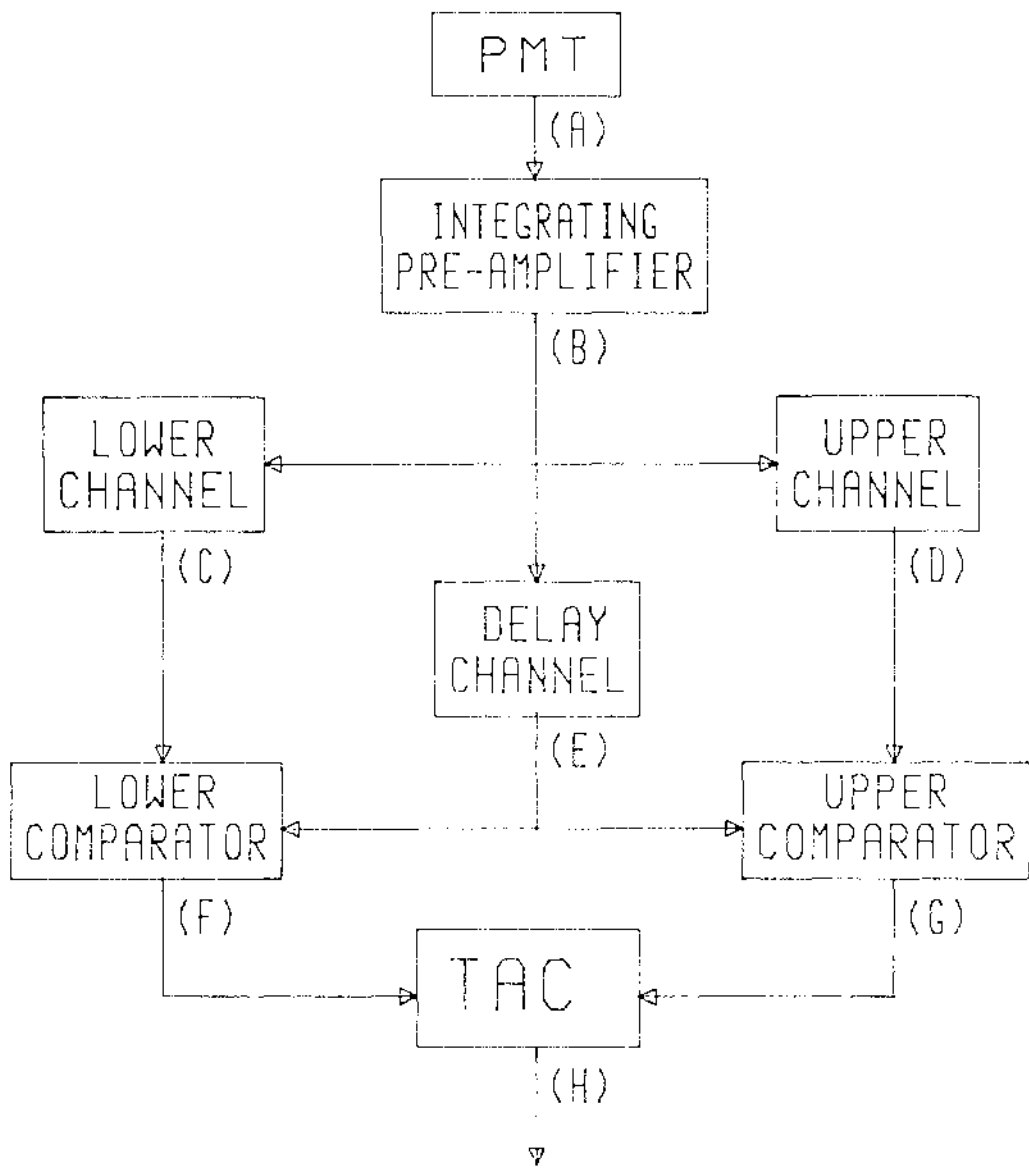 PMT
(A)
INTEGRATING
PRE-AMPLIFIER
(B)
LOWER
CHANNEL
UPPER
CHANNEL
(C)
(D)
DELAY
CHANNEL
(E)
LOWER
COMPARATOR
UPPER
COMPARATOR
(F)
(G)
TAC
(H)